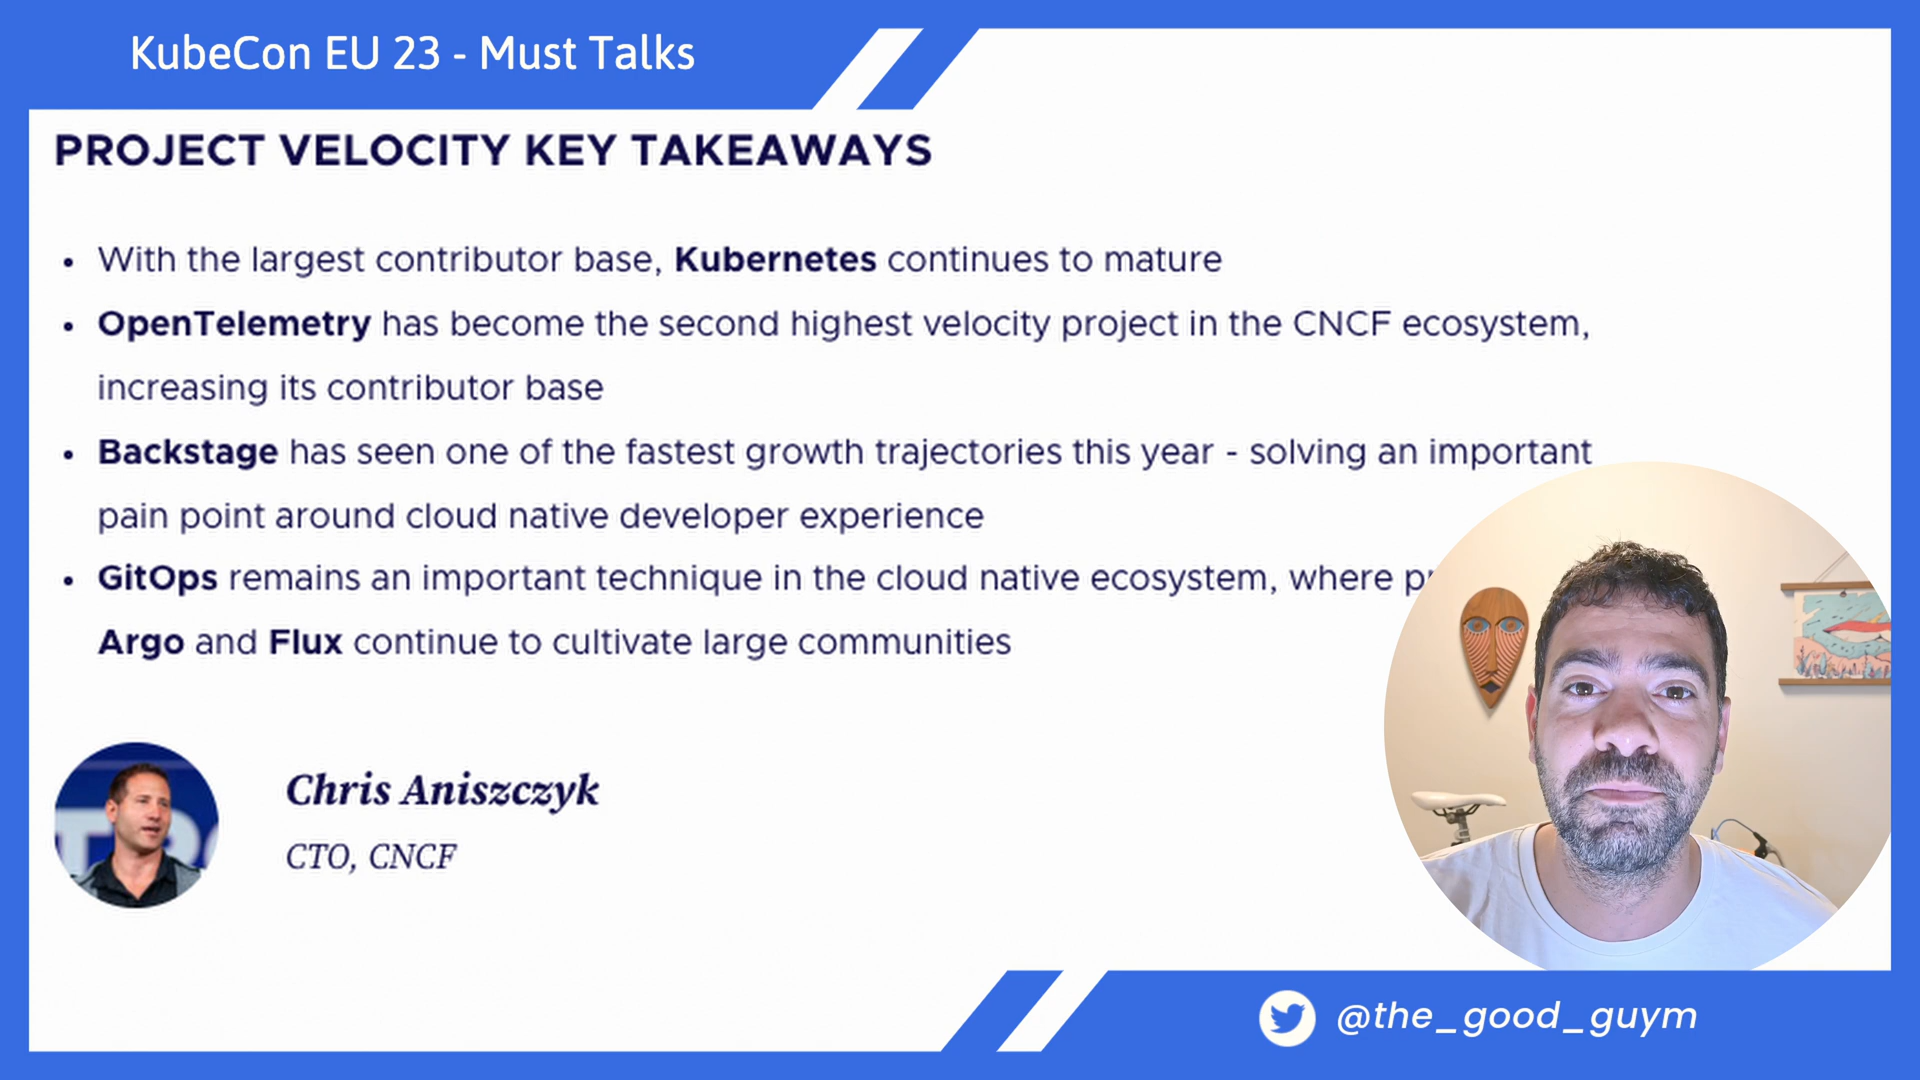 KubeCon EU 23 - Must Talks
PROJECT VELOCITY KEY TAKEAWAYS
• With the largest contributor base, Kubernetes continues to mature
• OpenTelemetry has become the second highest velocity project in the CNCF ecosystem,
increasing its contributor base
• Backstage has seen one of the fastest growth trajectories this year - solving an important
pain point around cloud native developer experience
• GitOps remains an important technique in the cloud native ecosystem, where
Argo and Flux continue to cultivate large communities
Chris Aniszczyk
CTO, CNCF
@the_good_guym